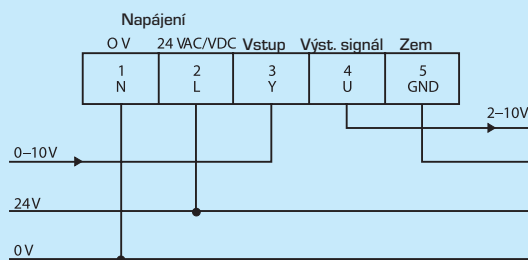 Napájení
0 V 24 VAC/VDC Vstup Výst. signál Zem
1 2 3 4 5
N L Y U GND
2–10V
0–10V
24V
0V